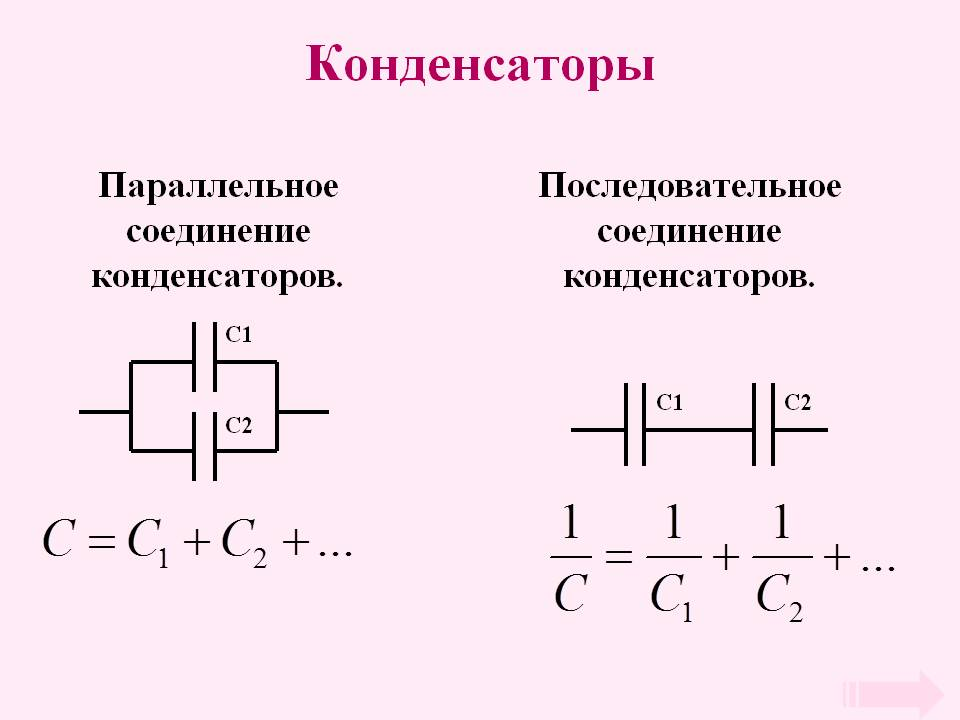 Конденсаторы
Параллельное
соединение
конденсаторов.
C1
C2
C = C₁ + C₂ + ...
Последовательное
соединение
конденсаторов.
C1 C2
1/C = 1/C₁ + 1/C₂ + ...